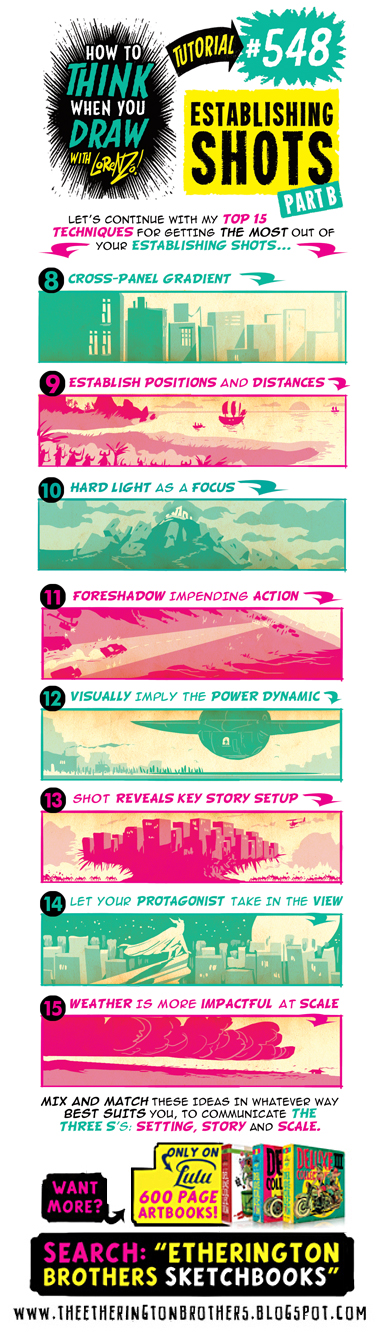 HOW TO
THINK
WHEN YOU
DRAW
WITH LORENZO!
TUTORIAL
#548
ESTABLISHING
SHOTS
PART B
LET'S CONTINUE WITH MY TOP 15
TECHNIQUES FOR GETTING THE MOST OUT OF
YOUR ESTABLISHING SHOTS...
8 CROSS-PANEL GRADIENT
9 ESTABLISH POSITIONS AND DISTANCES
10 HARD LIGHT AS A FOCUS
11 FORESHADOW IMPENDING ACTION
12 VISUALLY IMPLY THE POWER DYNAMIC
13 SHOT REVEALS KEY STORY SETUP
14 LET YOUR PROTAGONIST TAKE IN THE VIEW
15 WEATHER IS MORE IMPACTFUL AT SCALE
MIX AND MATCH THESE IDEAS IN WHATEVER WAY
BEST SUITS YOU, TO COMMUNICATE THE
THREE S'S: SETTING, STORY AND SCALE.
WANT
MORE?
ONLY ON
Lulu
600 PAGE
ARTBOOKS!
SEARCH: "ETHERINGTON
BROTHERS SKETCHBOOKS"
WWW.THEETHERINGTONBROTHERS.BLOGSPOT.COM